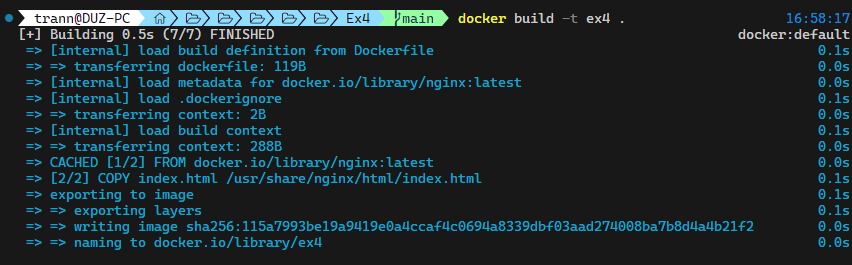 trann@DUZ-PC Ex4 main docker build -t ex4 . 16:58:17
[+] Building 0.5s (7/7) FINISHED docker:default
=> [internal] load build definition from Dockerfile 0.1s
=> => transferring dockerfile: 119B 0.0s
=> [internal] load metadata for docker.io/library/nginx:latest 0.0s
=> [internal] load .dockerignore 0.1s
=> => transferring context: 2B 0.0s
=> [internal] load build context 0.1s
=> => transferring context: 288B 0.0s
=> CACHED [1/2] FROM docker.io/library/nginx:latest 0.0s
=> [2/2] COPY index.html /usr/share/nginx/html/index.html 0.1s
=> exporting to image 0.1s
=> => exporting layers 0.1s
=> => writing image sha256:115a7993be19a9419e0a4ccaf4c0694a8339dbf03aad274008ba7b8d4a4b21f2 0.0s
=> => naming to docker.io/library/ex4 0.0s